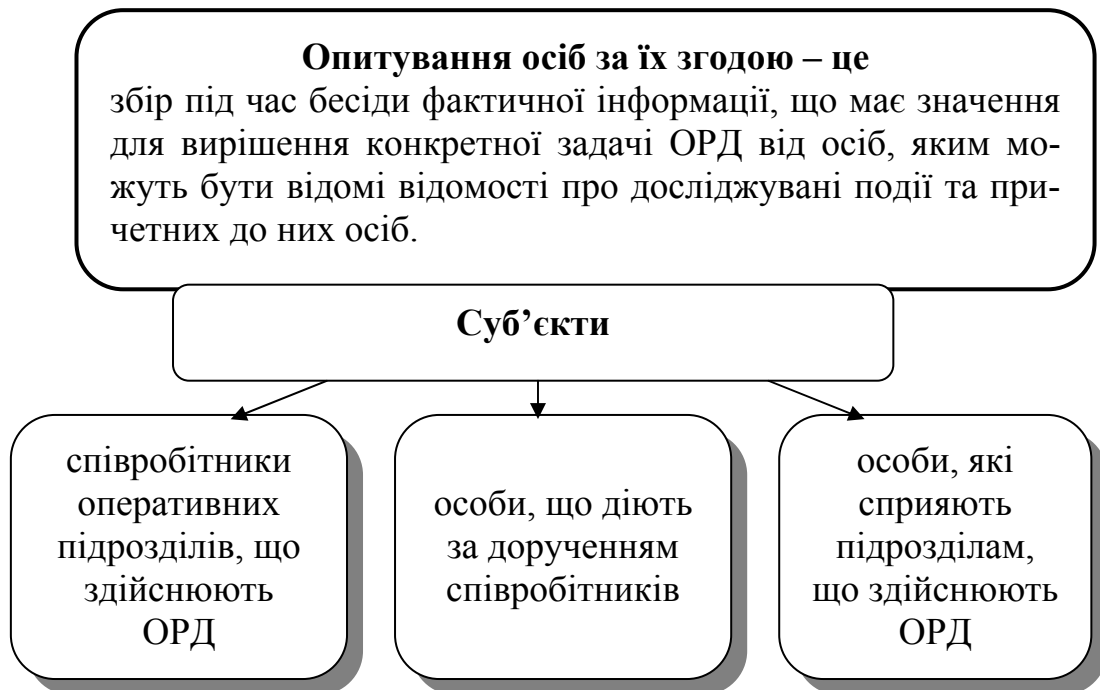 Опитування осіб за їх згодою – це
збір під час бесіди фактичної інформації, що має значення
для вирішення конкретної задачі ОРД від осіб, яким мо-
жуть бути відомі відомості про досліджувані події та при-
четних до них осіб.
Суб’єкти
співробітники
оперативних
підрозділів, що
здійснюють
ОРД
особи, що діють
за дорученням
співробітників
особи, які
сприяють
підрозділам,
що здійснюють
ОРД